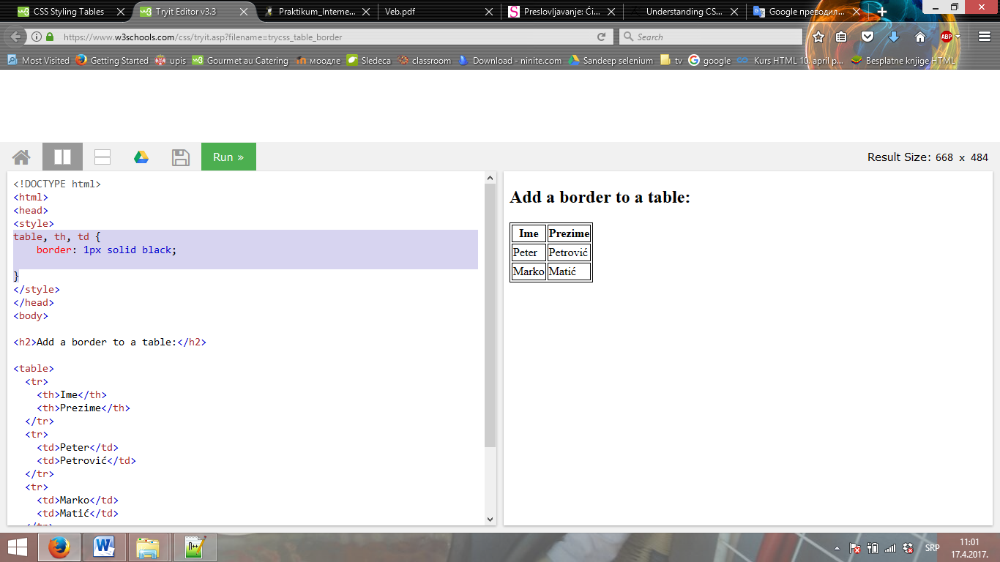 CSS Styling Tables
Tryit Editor v3.3
Praktikum_Interne...
Veb.pdf
Preslovljavanje: Ći...
Understanding CS...
Google преводил...
https://www.w3schools.com/css/tryit.asp?filename=trycss_table_border
Search
ABP
Most Visited
Getting Started
upis
Gourmet au Catering
моодле
Sledeca
classroom
Download - ninite.com
Sandeep selenium
tv
google
Kurs HTML 10. april p...
Besplatne knjige HTML
Run »
Result Size: 668 x 484
<!DOCTYPE html>
<html>
<head>
<style>
table, th, td {
    border: 1px solid black;
}
</style>
</head>
<body>
<h2>Add a border to a table:</h2>
<table>
  <tr>
    <th>Ime</th>
    <th>Prezime</th>
  </tr>
  <tr>
    <td>Peter</td>
    <td>Petrović</td>
  </tr>
  <tr>
    <td>Marko</td>
    <td>Matić</td>
  </tr>
Add a border to a table:
Ime Prezime
Peter Petrović
Marko Matić
SRP
11:01
17.4.2017.